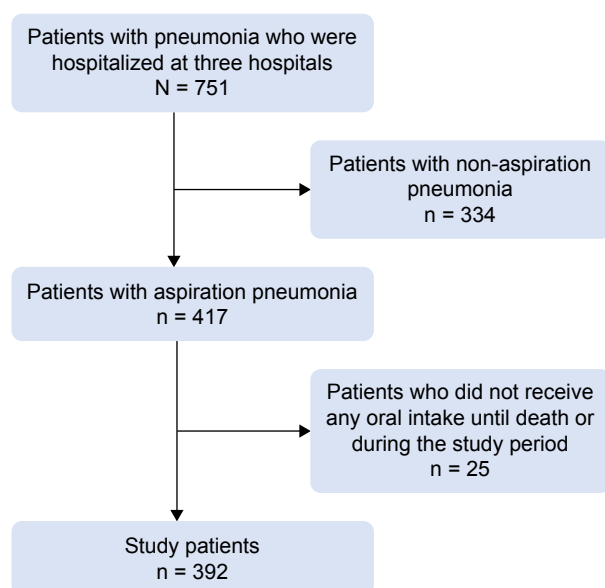 Patients with pneumonia who were
hospitalized at three hospitals
N = 751
Patients with non-aspiration
pneumonia
n = 334
Patients with aspiration pneumonia
n = 417
Patients who did not receive
any oral intake until death or
during the study period
n = 25
Study patients
n = 392